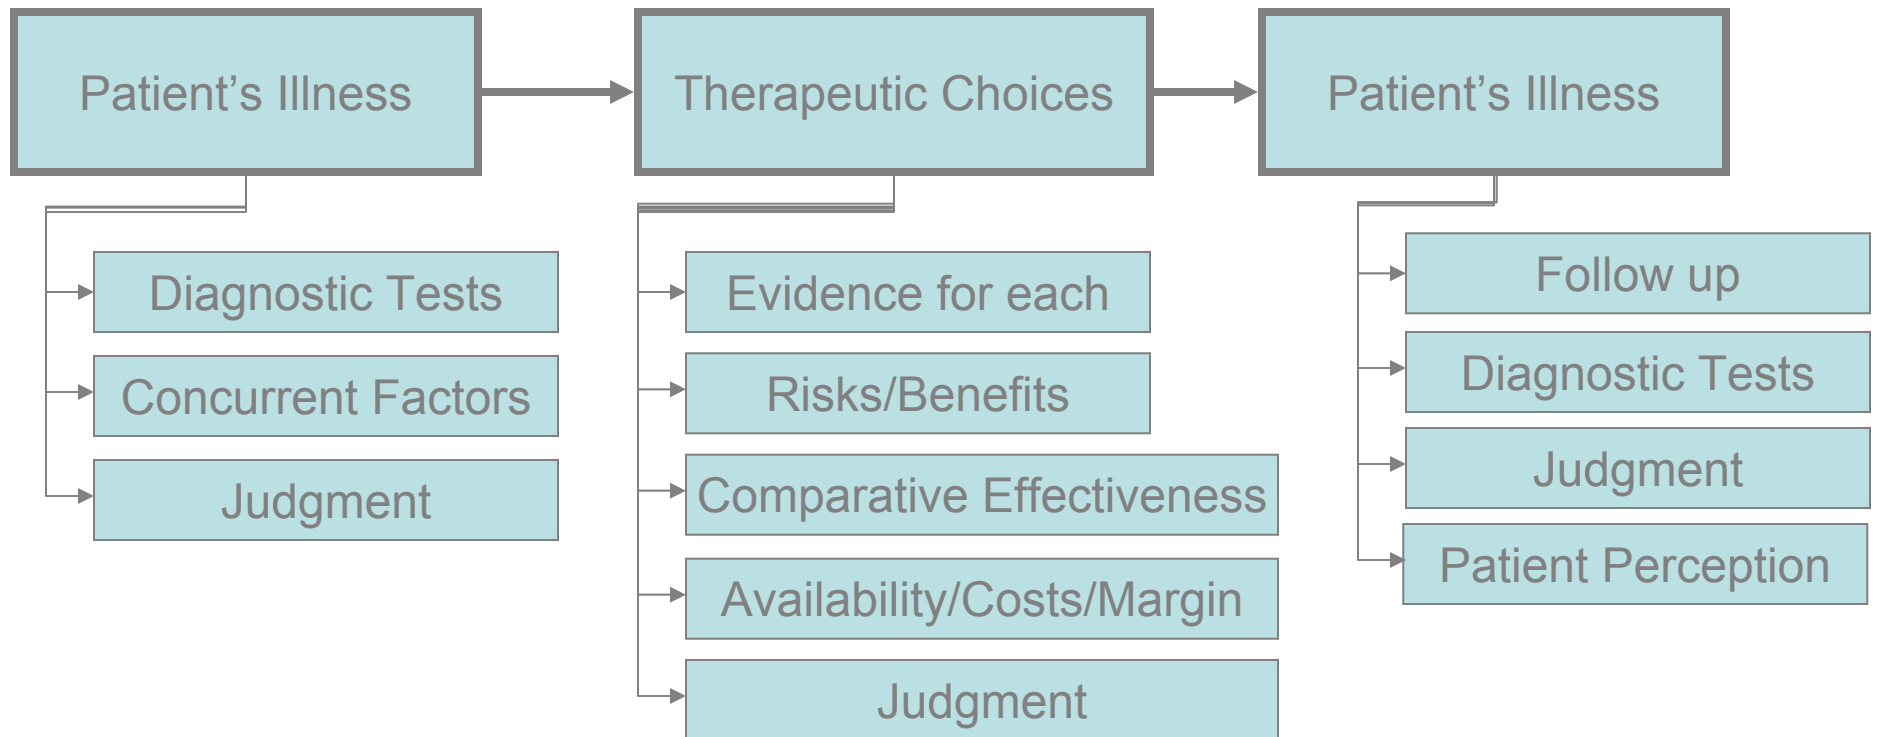 Patient’s Illness
Therapeutic Choices
Patient’s Illness
Diagnostic Tests
Concurrent Factors
Judgment
Evidence for each
Risks/Benefits
Comparative Effectiveness
Availability/Costs/Margin
Judgment
Follow up
Diagnostic Tests
Judgment
Patient Perception